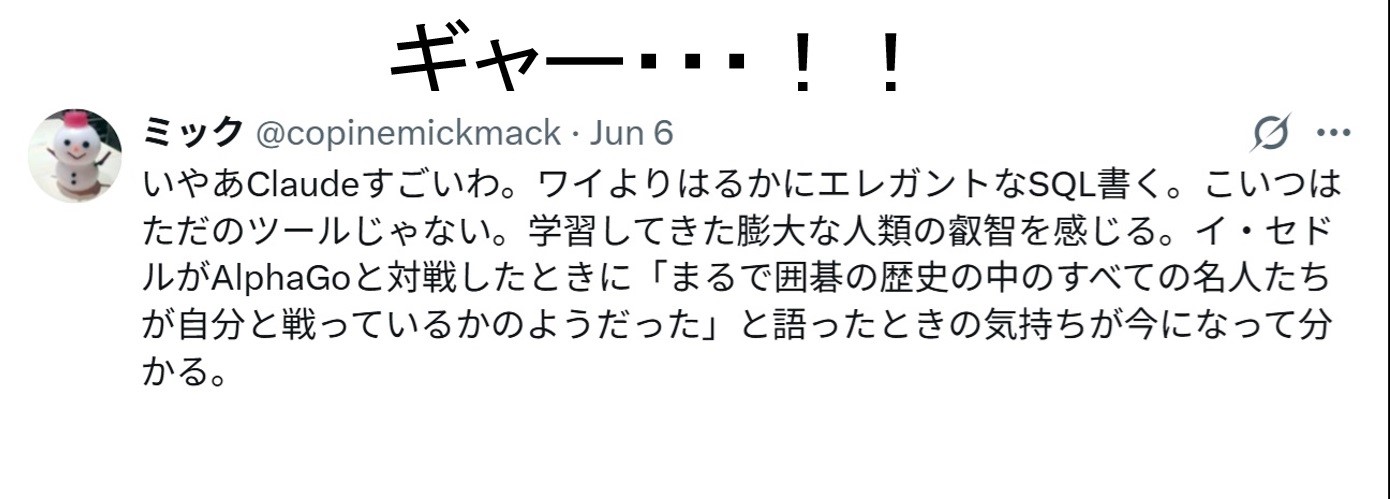 ギャー・・・！！
ミック @copinemickmack · Jun 6
いやあClaudeすごいわ。ワイよりはるかにエレガントなSQL書く。こいつは
ただのツールじゃない。学習してきた膨大な人類の叡智を感じる。イ・セド
ルがAlphaGoと対戦したときに「まるで囲碁の歴史の中のすべての名人たち
が自分と戦っているかのようだった」と語ったときの気持ちが今になって分
かる。